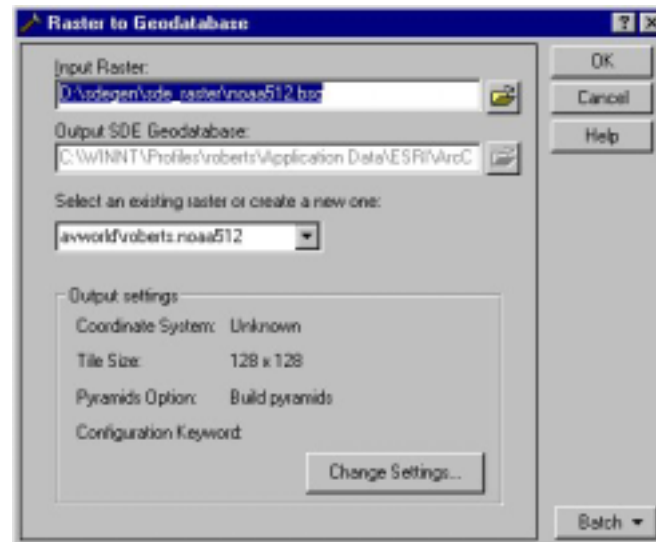 Raster to Geodatabase
Input Raster:
D:\sdegen\sde_raster\noaa512.bsq
OK
Cancel
Output SDE Geodatabase:
Help
C:\WINNT\Profiles\roberts\Application Data\ESRI\ArcC
Select an existing raster or create a new one:
avworld\roberts.noaa512
Output settings
Coordinate System: Unknown
Tile Size: 128 x 128
Pyramids Option: Build pyramids
Configuration Keyword:
Change Settings...
Batch